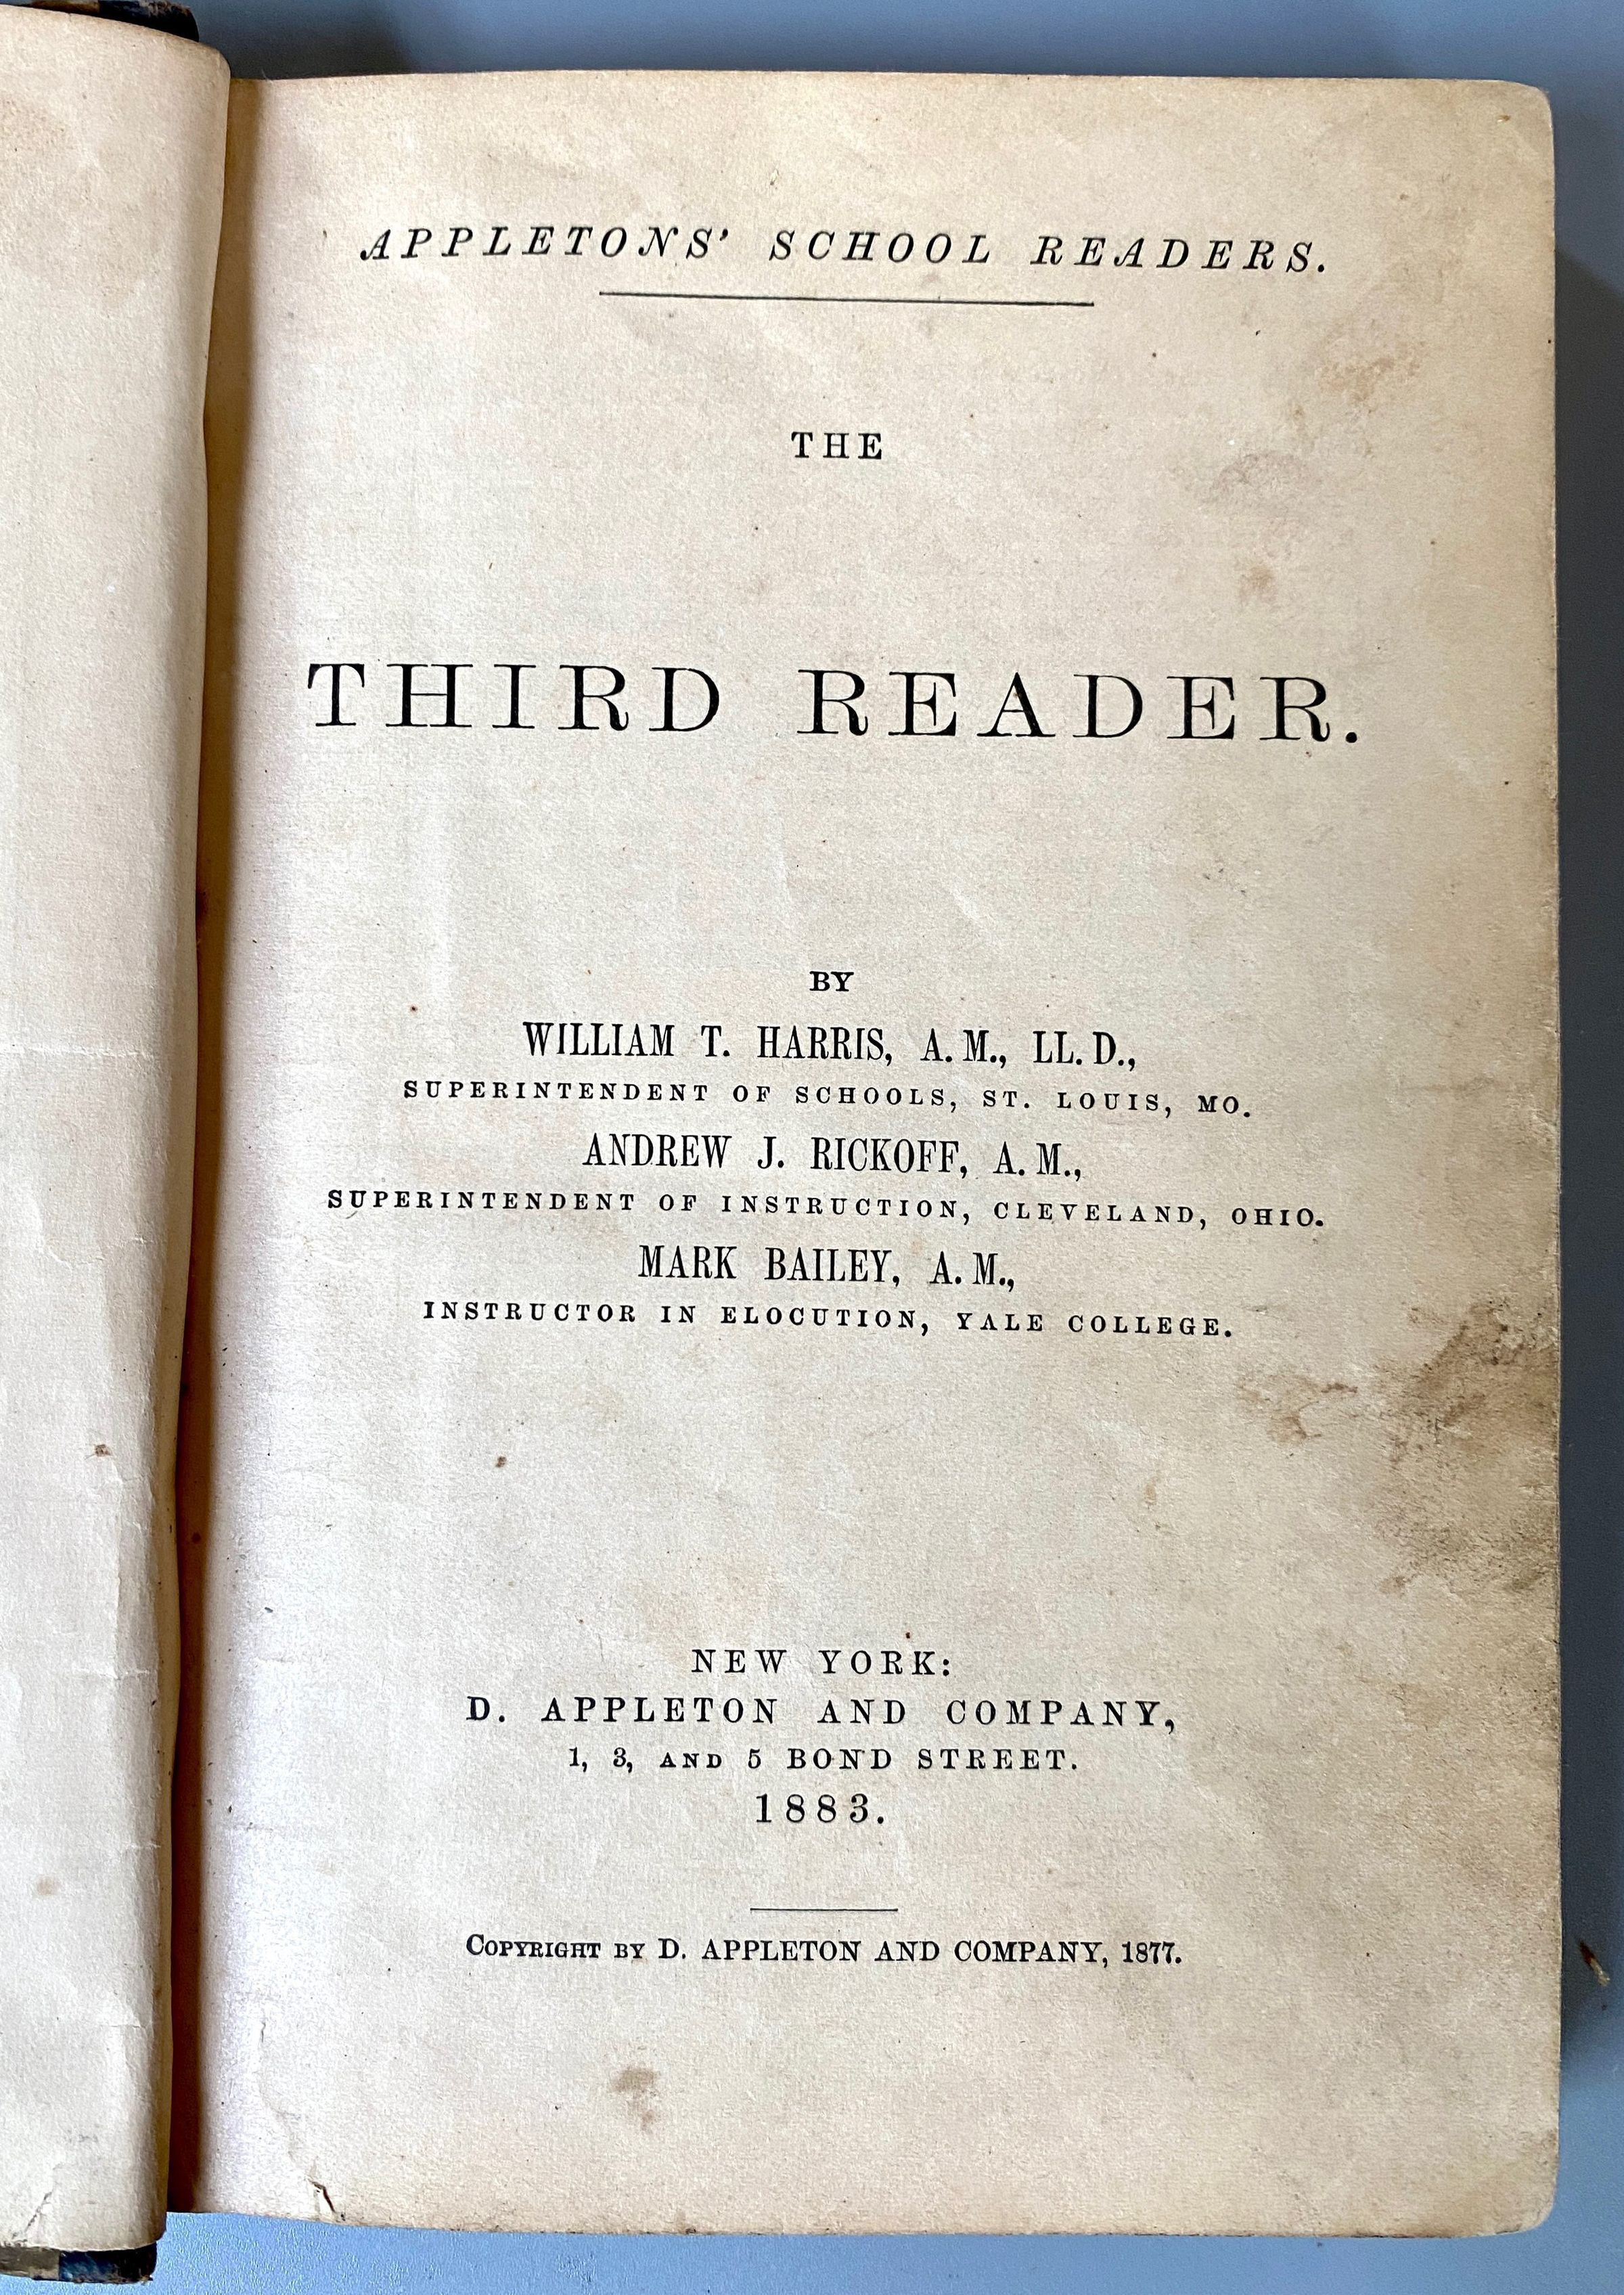 APPLETONS' SCHOOL READERS.
THE
THIRD READER.
BY
WILLIAM T. HARRIS, A. M., LL. D.,
SUPERINTENDENT OF SCHOOLS, ST. LOUIS, MO.
ANDREW J. RICKOFF, A. M.,
SUPERINTENDENT OF INSTRUCTION, CLEVELAND, OHIO.
MARK BAILEY, A. M.,
INSTRUCTOR IN ELOCUTION, YALE COLLEGE.
NEW YORK:
D. APPLETON AND COMPANY,
1, 3, AND 5 BOND STREET.
1883.
COPYRIGHT BY D. APPLETON AND COMPANY, 1877.